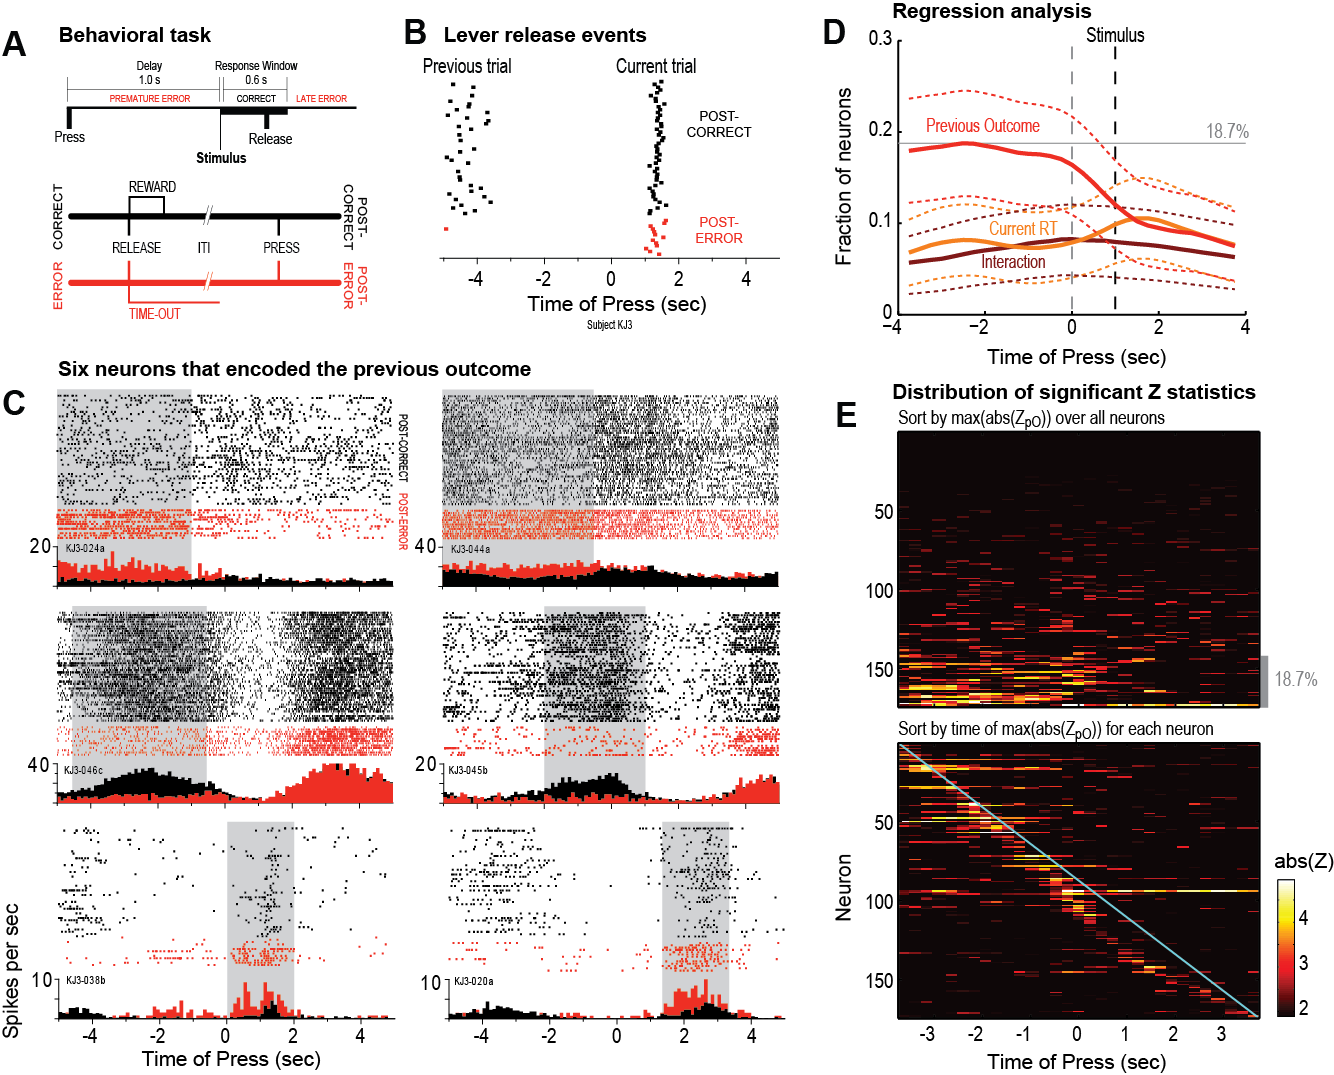 A
Behavioral task
Delay
1.0 s
Response Window
0.6 s
PREMATURE ERROR
CORRECT
LATE ERROR
Press
Release
Stimulus
CORRECT
REWARD
POST-
CORRECT
RELEASE
ITI
PRESS
ERROR
TIME-OUT
POST-
ERROR
B
Lever release events
Previous trial
Current trial
POST-
CORRECT
POST-
ERROR
-4 -2 0 2 4
Time of Press (sec)
Subject KJ3
C
Six neurons that encoded the previous outcome
POST-CORRECT
POST-ERROR
20
KJ3-024a
40
KJ3-044a
40
KJ3-046c
20
KJ3-045b
10
KJ3-038b
10
KJ3-020a
Spikes per sec
-4 -2 0 2 4
Time of Press (sec)
-4 -2 0 2 4
Time of Press (sec)
D
Regression analysis
Stimulus
0.3
0.2
0.1
0
Fraction of neurons
Previous Outcome
18.7%
Current RT
Interaction
−4 −2 0 2 4
Time of Press (sec)
E
Distribution of significant Z statistics
Sort by max(abs(ZpO)) over all neurons
50
100
150
18.7%
Sort by time of max(abs(ZpO)) for each neuron
50
100
150
Neuron
abs(Z)
4
3
2
-3 -2 -1 0 1 2 3
Time of Press (sec)